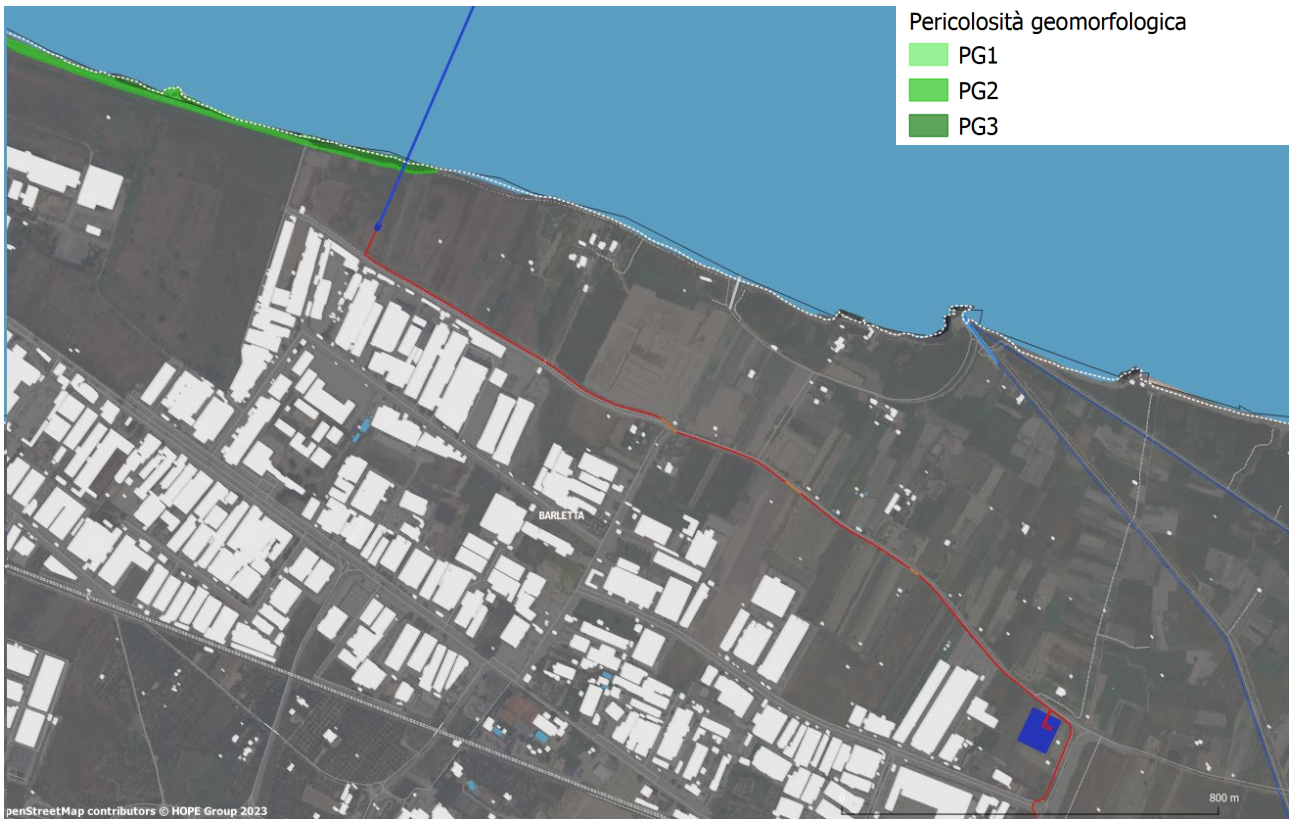 Pericolosità geomorfologica
PG1
PG2
PG3
BARLETTA
800 m
penStreetMap contributors © HOPE Group 2023